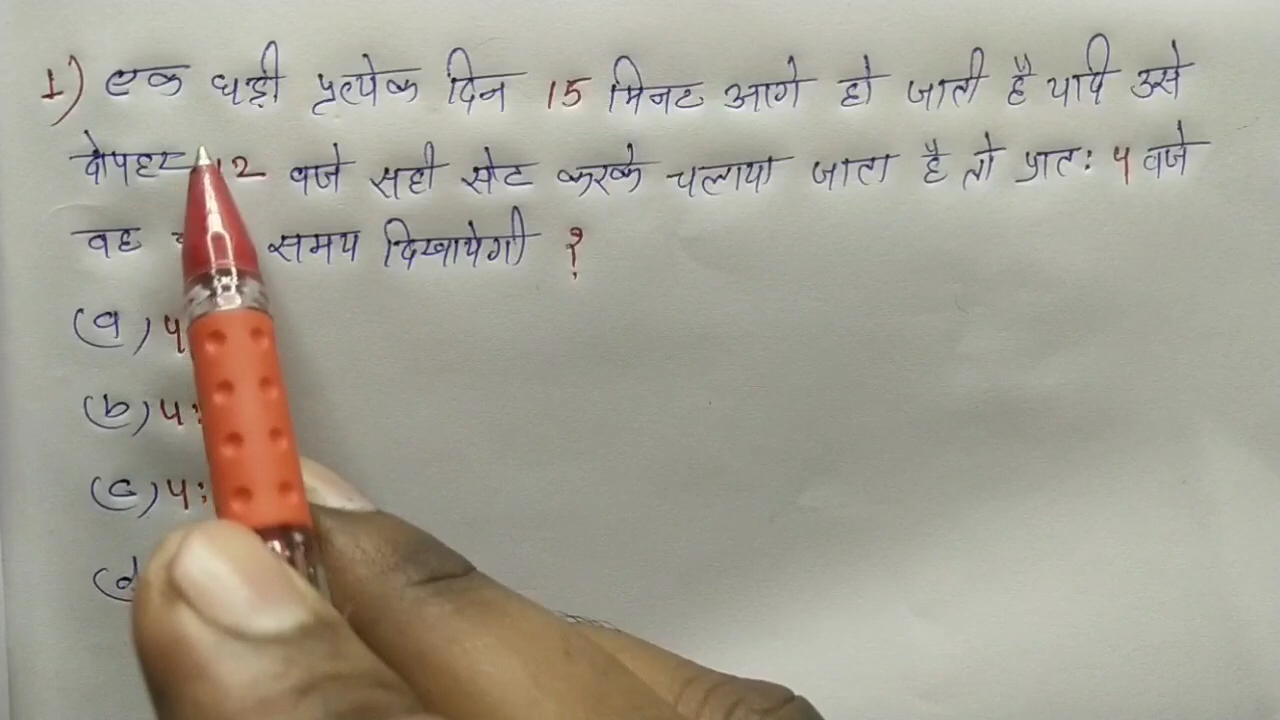 1) एक घड़ी प्रत्येक दिन 15 मिनट आगे हो जाती है यदि उसे
दोपहर 12 बजे सही सेट करके चलाया जाता है तो प्रात: 4 बजे
वह समय दिखायेगी ?
(a) 4
(b) 4:
(c) 4:
(d